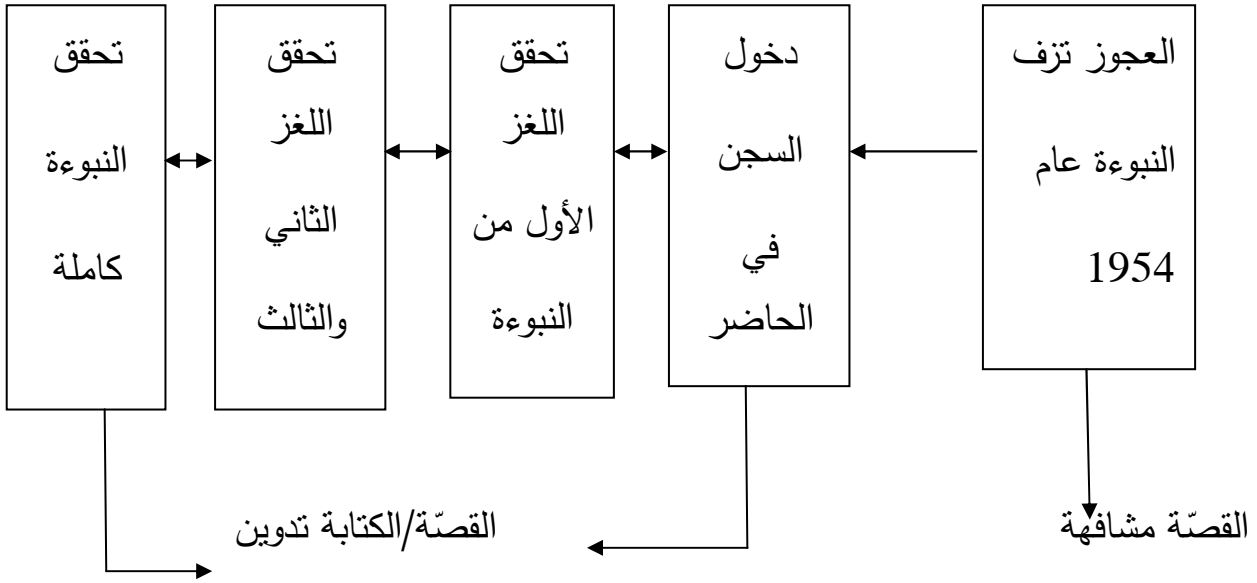 العجوز تزف
النبوءة عام
1954
دخول
السجن
في
الحاضر
تحقق
اللغز
الأول من
النبوءة
تحقق
اللغز
الثاني
والثالث
تحقق
النبوءة
كاملة
القصّة مشافهة
القصّة/الكتابة تدوين